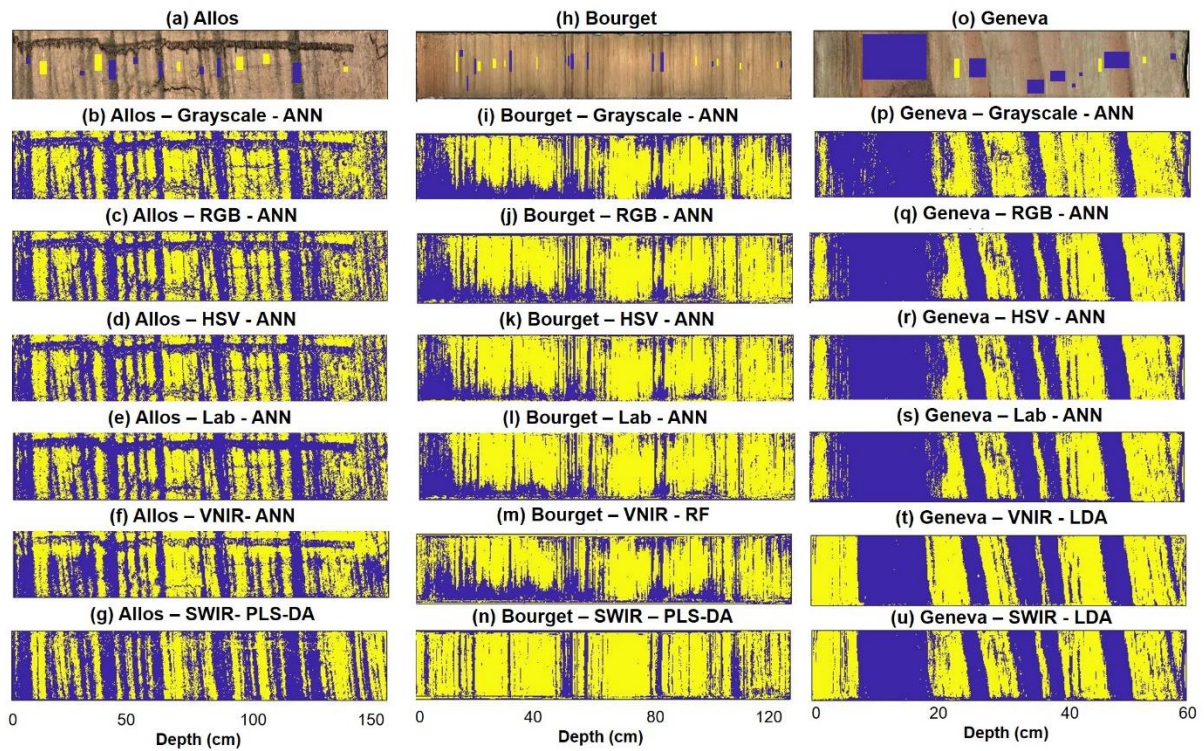 (a) Allos
(b) Allos – Grayscale - ANN
(c) Allos – RGB - ANN
(d) Allos – HSV - ANN
(e) Allos – Lab - ANN
(f) Allos – VNIR- ANN
(g) Allos – SWIR- PLS-DA
0 50 100 150
Depth (cm)
(h) Bourget
(i) Bourget – Grayscale - ANN
(j) Bourget – RGB - ANN
(k) Bourget – HSV - ANN
(l) Bourget – Lab - ANN
(m) Bourget – VNIR - RF
(n) Bourget – SWIR – PLS-DA
0 40 80 120
Depth (cm)
(o) Geneva
(p) Geneva – Grayscale - ANN
(q) Geneva – RGB - ANN
(r) Geneva – HSV - ANN
(s) Geneva – Lab - ANN
(t) Geneva – VNIR - LDA
(u) Geneva – SWIR - LDA
0 20 40 60
Depth (cm)